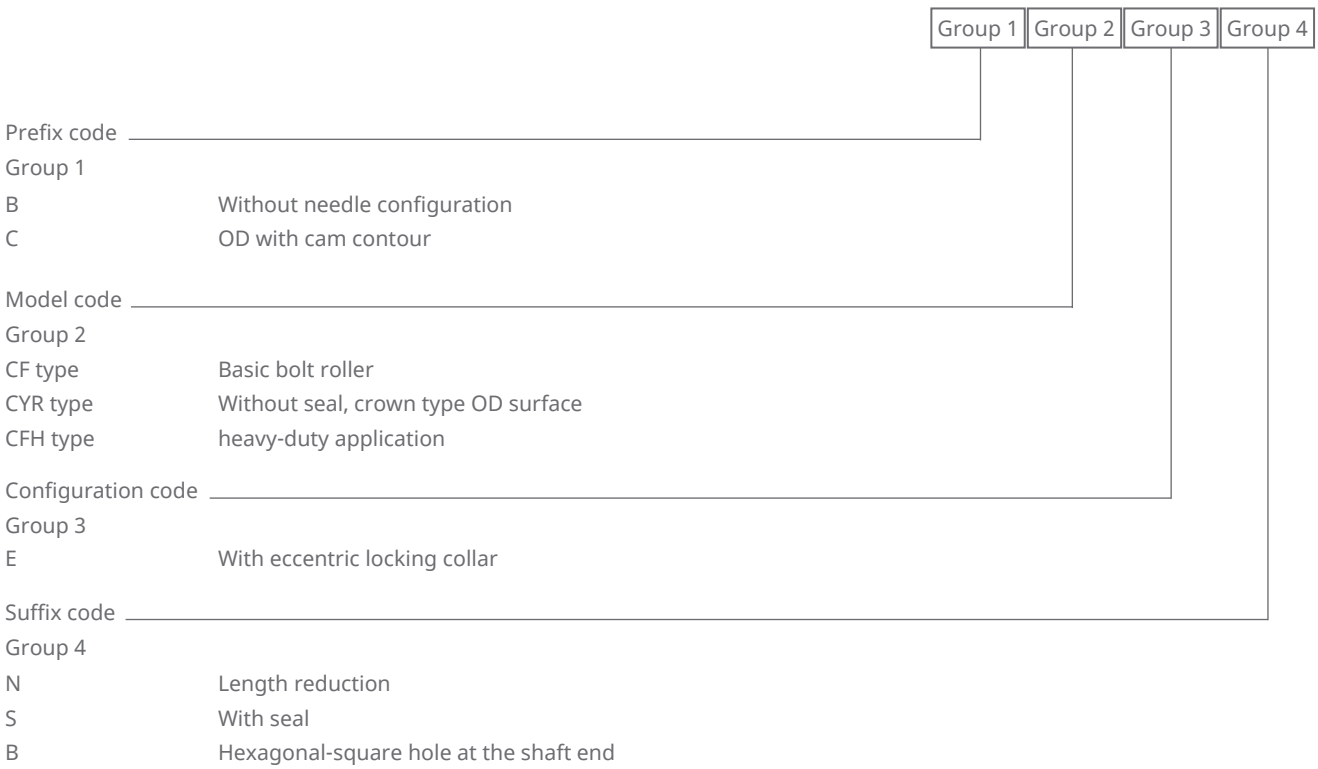 Group 1 Group 2 Group 3 Group 4
Prefix code
Group 1
B Without needle configuration
C OD with cam contour
Model code
Group 2
CF type Basic bolt roller
CYR type Without seal, crown type OD surface
CFH type heavy-duty application
Configuration code
Group 3
E With eccentric locking collar
Suffix code
Group 4
N Length reduction
S With seal
B Hexagonal-square hole at the shaft end